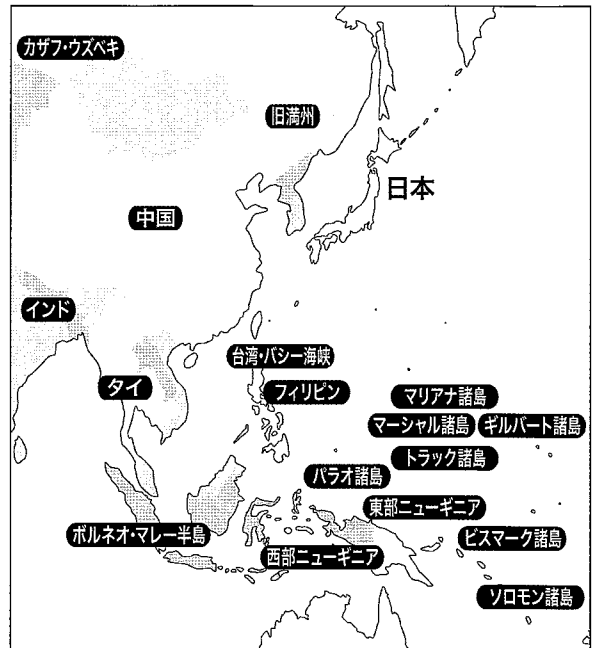 カザフ・ウズベキ
旧満州
日本
中国
インド
台湾・バシー海峡
タイ
フィリピン
マリアナ諸島
マーシャル諸島
ギルバート諸島
トラック諸島
パラオ諸島
東部ニューギニア
ボルネオ・マレー半島
ビスマーク諸島
西部ニューギニア
ソロモン諸島